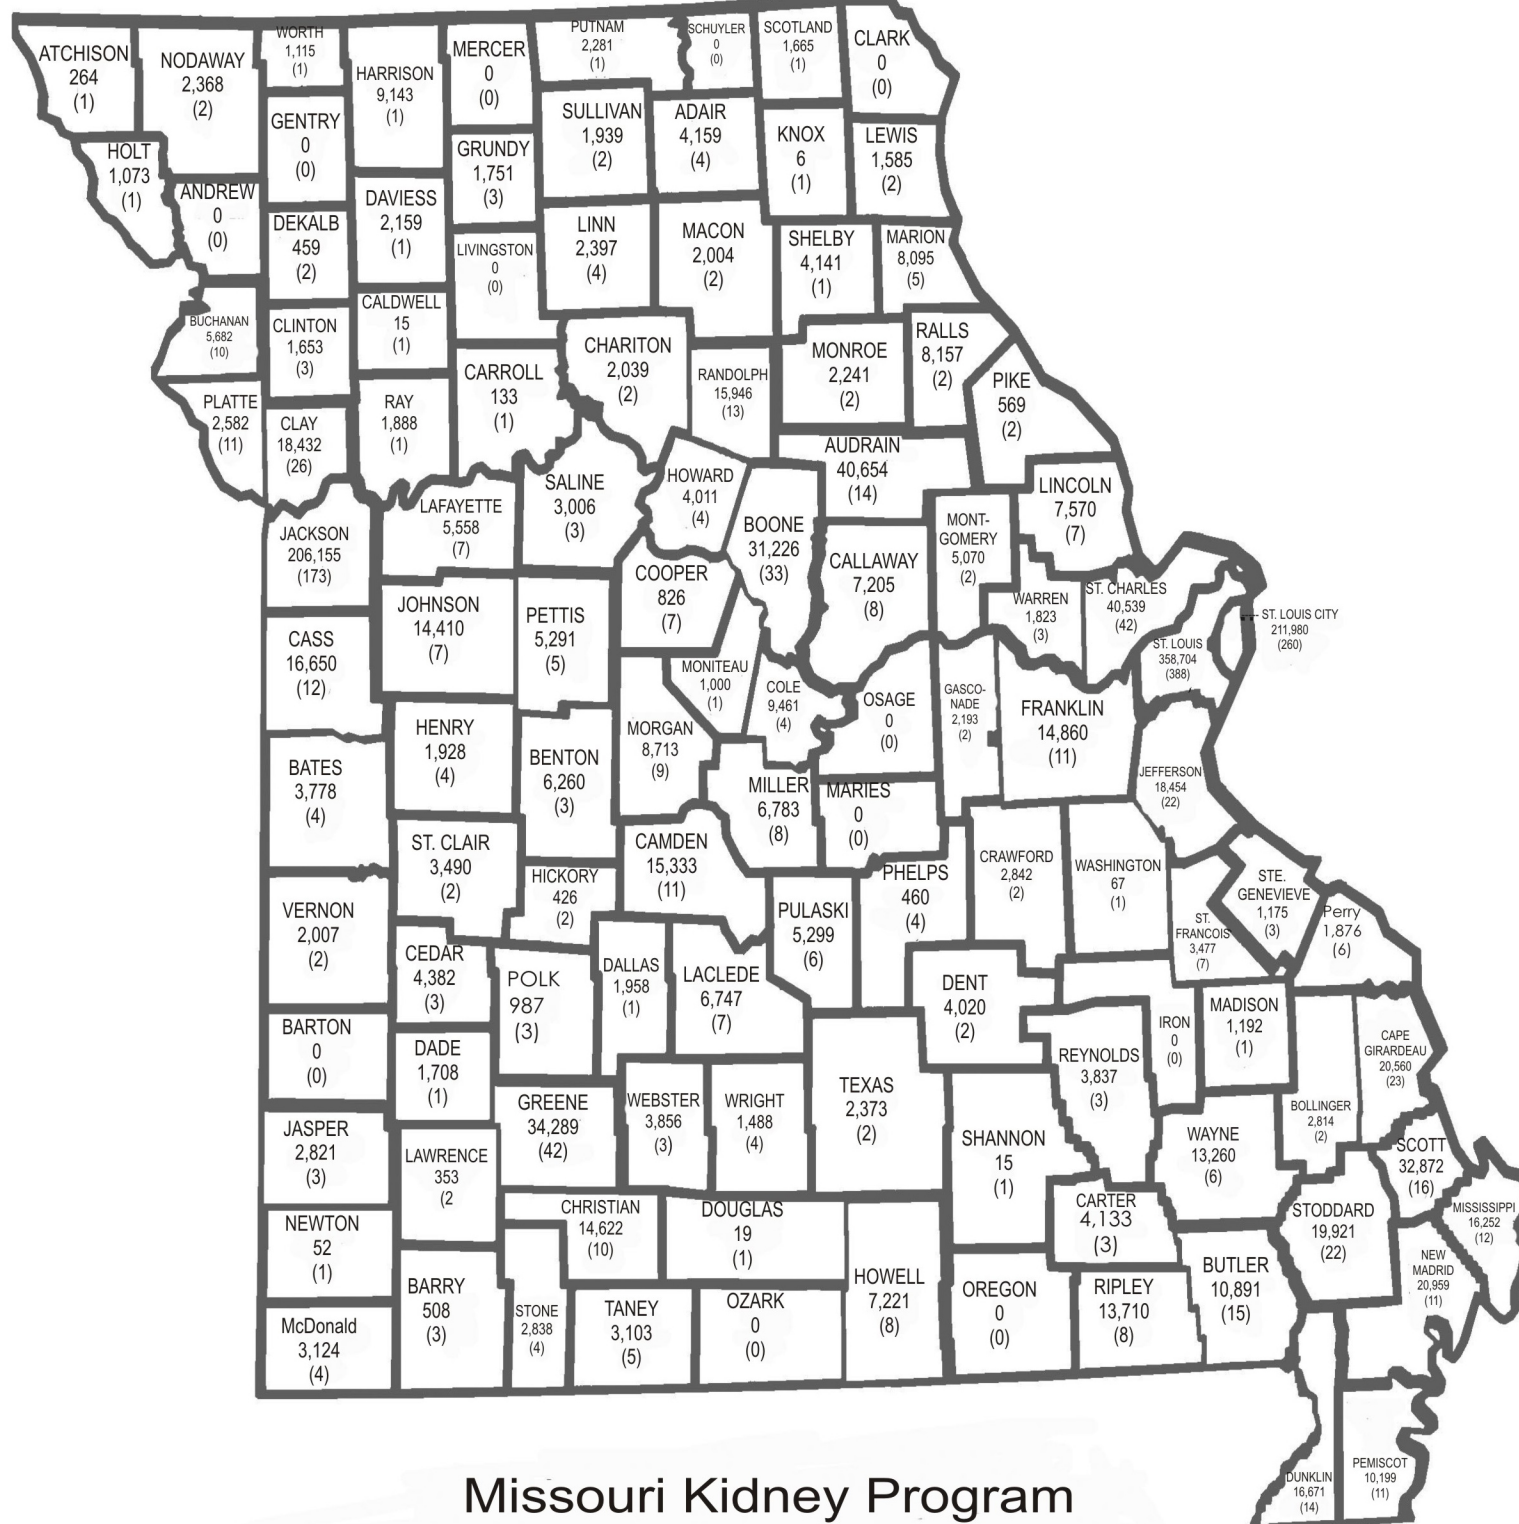 ATCHISON
264
(1)
NODAWAY
2,368
(2)
WORTH
1,115
(1)
HARRISON
9,143
(1)
MERCER
0
(0)
PUTNAM
2,281
(1)
SCHUYLER
0
(0)
SCOTLAND
1,665
(1)
CLARK
0
(0)
HOLT
1,073
(1)
ANDREW
0
(0)
GENTRY
0
(0)
DEKALB
459
(2)
DAVIESS
2,159
(1)
GRUNDY
1,751
(3)
SULLIVAN
1,939
(2)
ADAIR
4,159
(4)
KNOX
6
(1)
LEWIS
1,585
(2)
LIVINGSTON
0
(0)
LINN
2,397
(4)
MACON
2,004
(2)
SHELBY
4,141
(1)
MARION
8,095
(5)
BUCHANAN
5,682
(10)
CLINTON
1,653
(3)
CALDWELL
15
(1)
CARROLL
133
(1)
CHARITON
2,039
(2)
RANDOLPH
15,946
(13)
MONROE
2,241
(2)
RALLS
8,157
(2)
PIKE
569
(2)
PLATTE
2,582
(11)
CLAY
18,432
(26)
RAY
1,888
(1)
AUDRAIN
40,654
(14)
JACKSON
206,155
(173)
LAFAYETTE
5,558
(7)
SALINE
3,006
(3)
HOWARD
4,011
(4)
BOONE
31,226
(33)
CALLAWAY
7,205
(8)
MONT-
GOMERY
5,070
(2)
LINCOLN
7,570
(7)
WARREN
1,823
(3)
ST. CHARLES
40,539
(42)
ST. LOUIS
358,704
(388)
ST. LOUIS CITY
211,980
(260)
CASS
16,650
(12)
JOHNSON
14,410
(7)
PETTIS
5,291
(5)
COOPER
826
(7)
MONITEAU
1,000
(1)
COLE
9,461
(4)
OSAGE
0
(0)
GASCO-
NADE
2,193
(2)
FRANKLIN
14,860
(11)
JEFFERSON
18,454
(22)
BATES
3,778
(4)
HENRY
1,928
(4)
BENTON
6,260
(3)
MORGAN
8,713
(9)
MILLER
6,783
(8)
MARIES
0
(0)
ST. CLAIR
3,490
(2)
HICKORY
426
(2)
CAMDEN
15,333
(11)
PULASKI
5,299
(6)
PHELPS
460
(4)
CRAWFORD
2,842
(2)
WASHINGTON
67
(1)
ST.
FRANCOIS
3,477
(7)
STE.
GENEVIEVE
1,175
(3)
Perry
1,876
(6)
VERNON
2,007
(2)
CEDAR
4,382
(3)
POLK
987
(3)
DALLAS
1,958
(1)
LACLEDE
6,747
(7)
DENT
4,020
(2)
IRON
0
(0)
MADISON
1,192
(1)
BARTON
0
(0)
DADE
1,708
(1)
GREENE
34,289
(42)
WEBSTER
3,856
(3)
WRIGHT
1,488
(4)
TEXAS
2,373
(2)
REYNOLDS
3,837
(3)
BOLLINGER
2,814
(2)
CAPE
GIRARDEAU
20,560
(23)
JASPER
2,821
(3)
LAWRENCE
353
(2
SHANNON
15
(1)
WAYNE
13,260
(6)
SCOTT
32,872
(16)
NEWTON
52
(1)
CHRISTIAN
14,622
(10)
DOUGLAS
19
(1)
CARTER
4,133
(3)
STODDARD
19,921
(22)
MISSISSIPPI
16,252
(12)
McDonald
3,124
(4)
BARRY
508
(3)
STONE
2,838
(4)
TANEY
3,103
(5)
OZARK
0
(0)
HOWELL
7,221
(8)
OREGON
0
(0)
RIPLEY
13,710
(8)
BUTLER
10,891
(15)
NEW
MADRID
20,959
(11)
DUNKLIN
16,671
(14)
PEMISCOT
10,199
(11)
Missouri Kidney Program